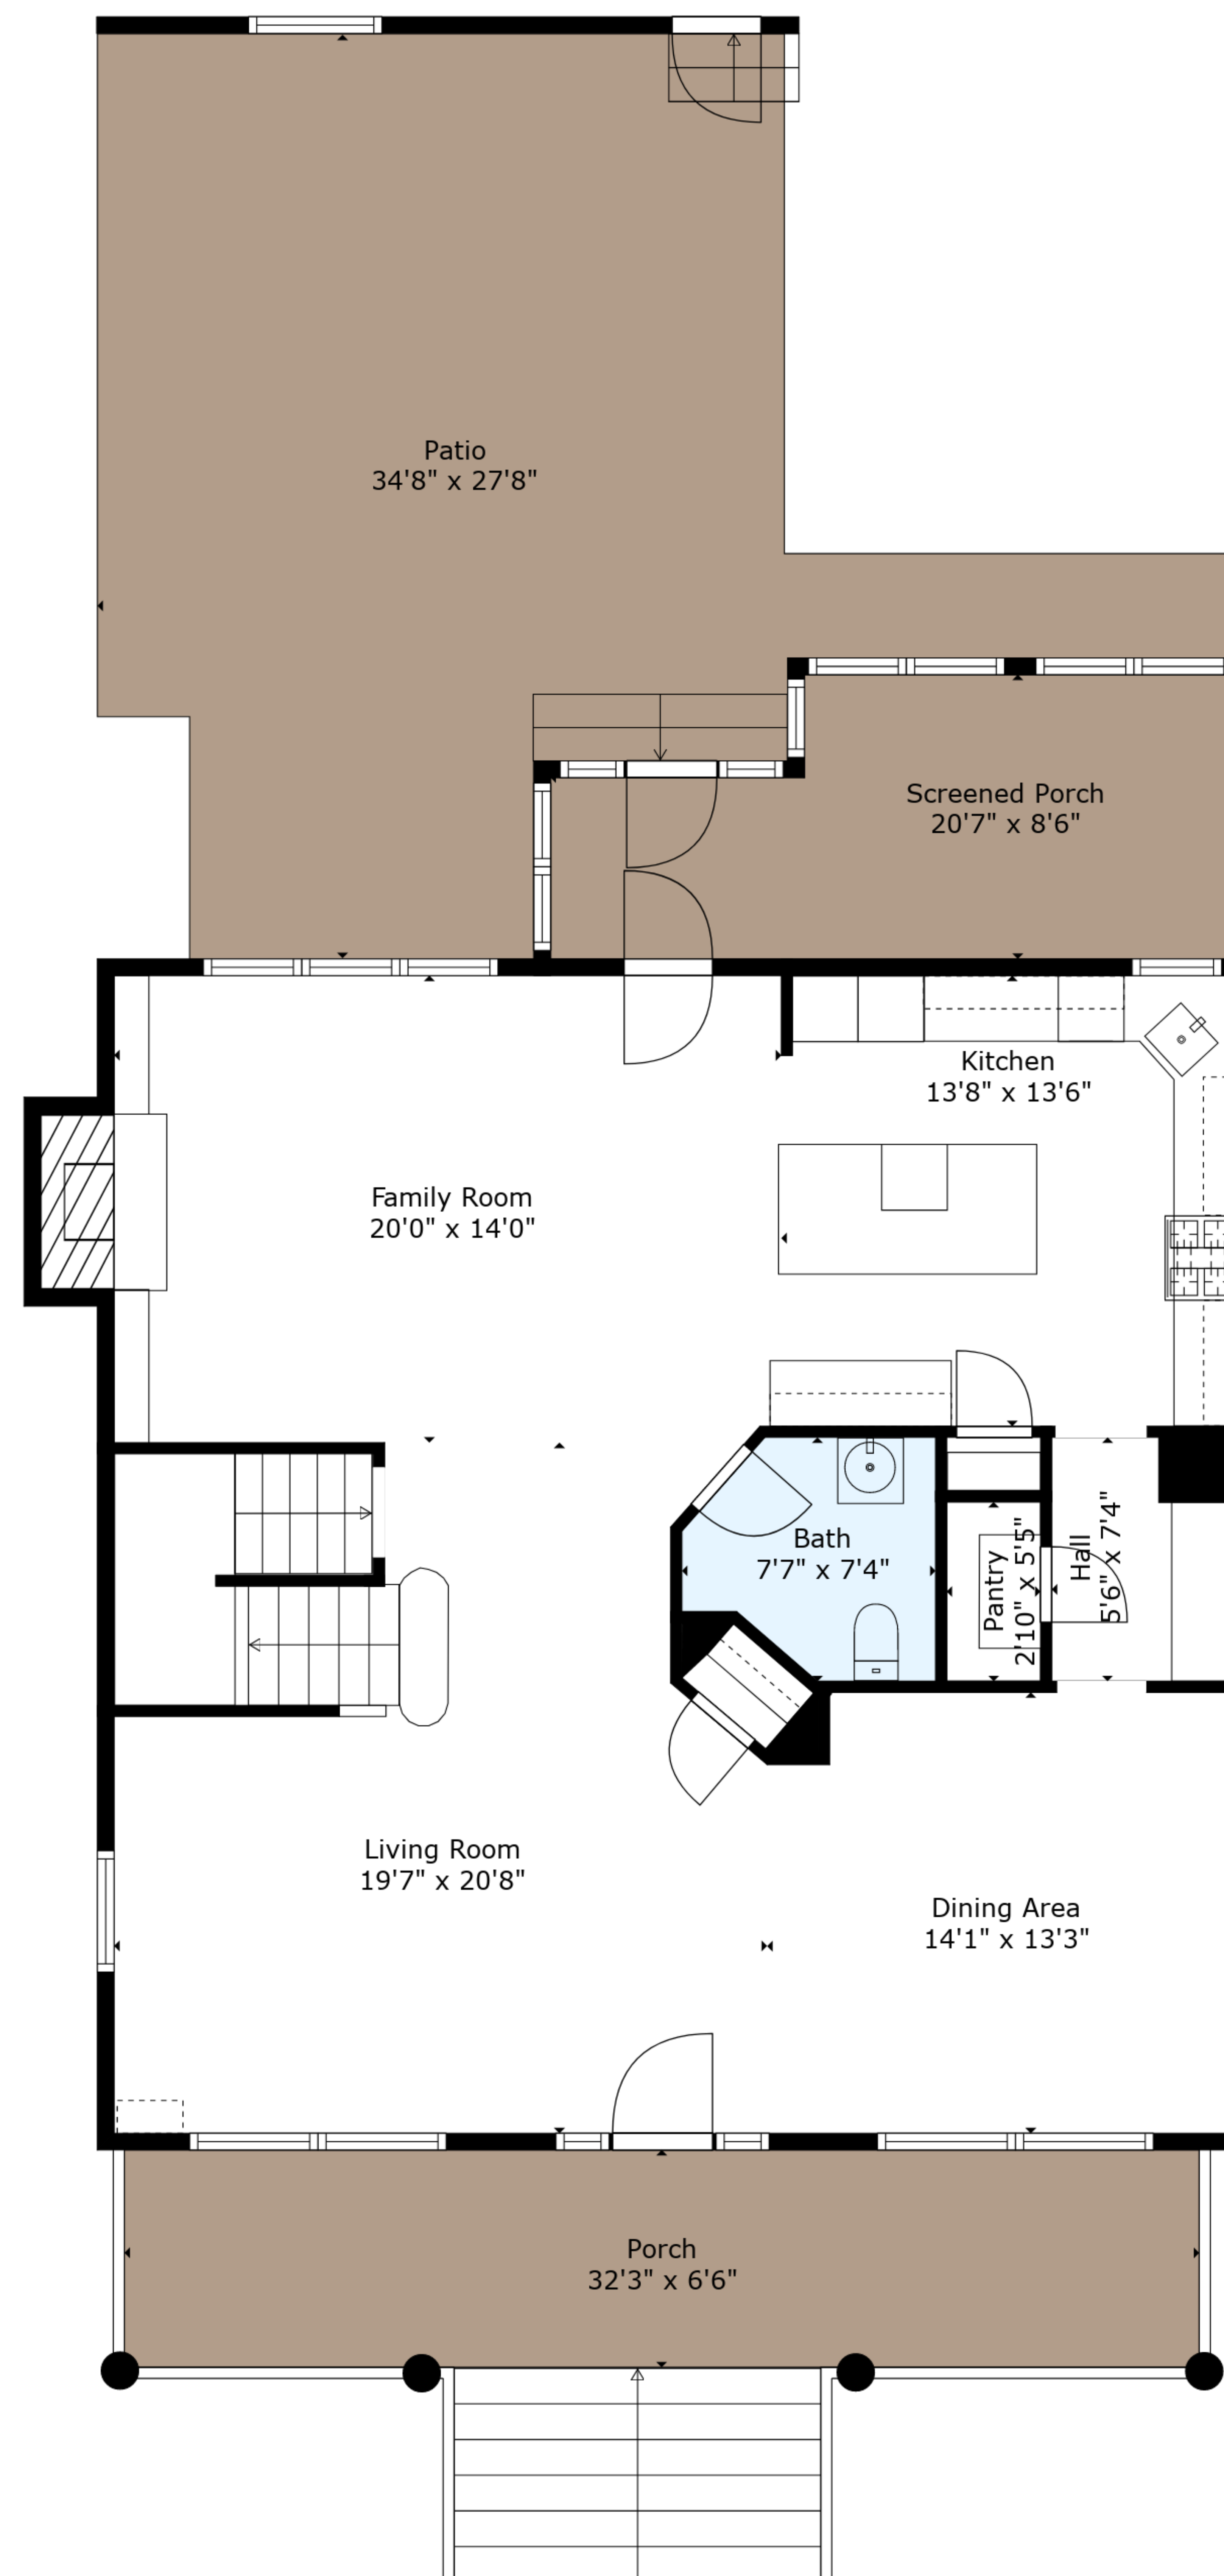 Patio
34'8" x 27'8"
Screened Porch
20'7" x 8'6"
Kitchen
13'8" x 13'6"
Family Room
20'0" x 14'0"
Bath
7'7" x 7'4"
Pantry
2'10" x 5'5"
Hall
5'6" x 7'4"
Living Room
19'7" x 20'8"
Dining Area
14'1" x 13'3"
Porch
32'3" x 6'6"